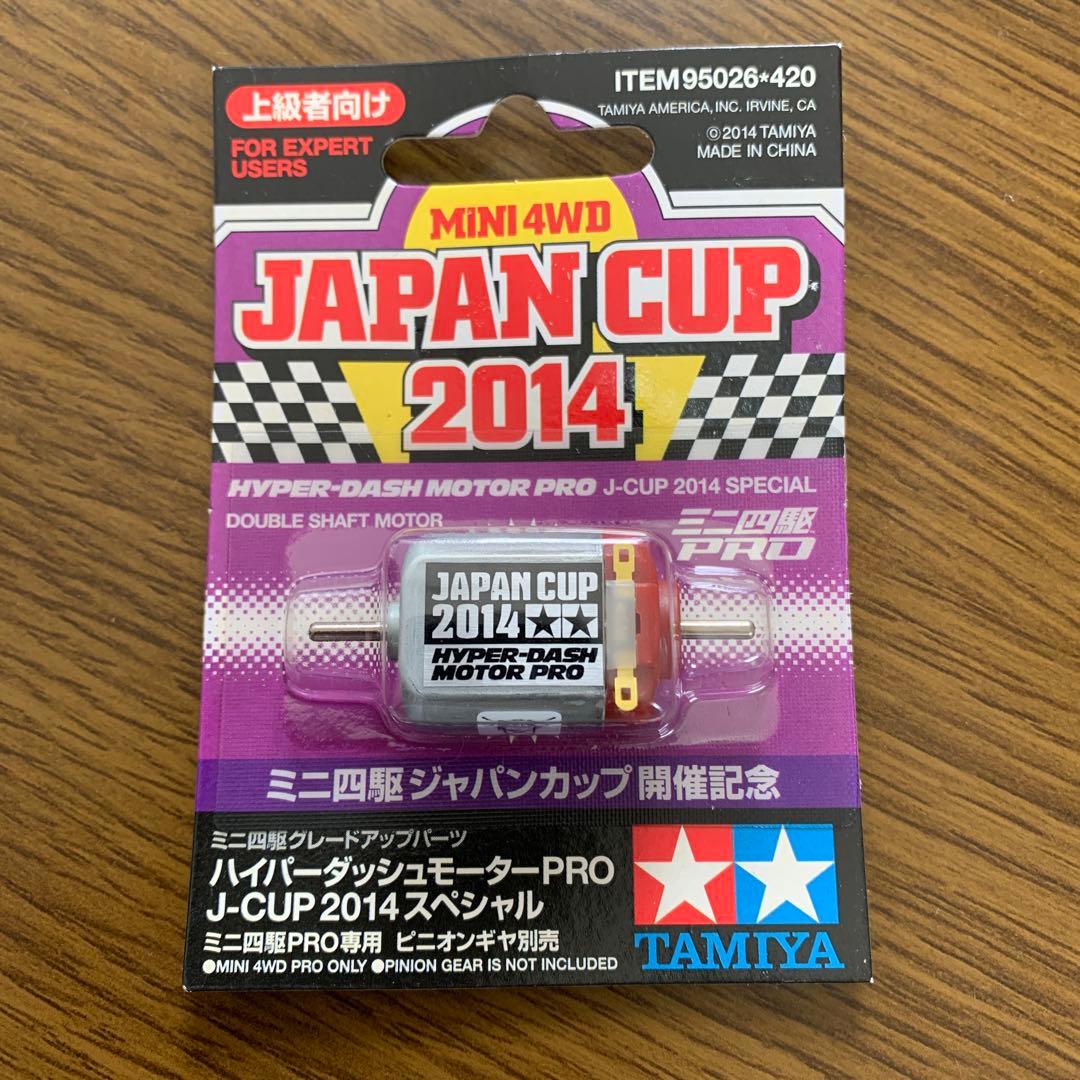 上級者向け
FOR EXPERT
USERS
ITEM 95026*420
TAMIYA AMERICA, INC. IRVINE, CA
©2014 TAMIYA
MADE IN CHINA
MINI 4WD
JAPAN CUP
2014
HYPER-DASH MOTOR PRO J-CUP 2014 SPECIAL
DOUBLE SHAFT MOTOR
ミニ四駆
PRO
JAPAN CUP
2014
HYPER-DASH
MOTOR PRO
ミニ四駆ジャパンカップ開催記念
ミニ四駆グレードアップパーツ
ハイパーダッシュモーターPRO
J-CUP 2014スペシャル
ミニ四駆PRO専用 ピニオンギヤ別売
●MINI 4WD PRO ONLY ●PINION GEAR IS NOT INCLUDED
TAMIYA